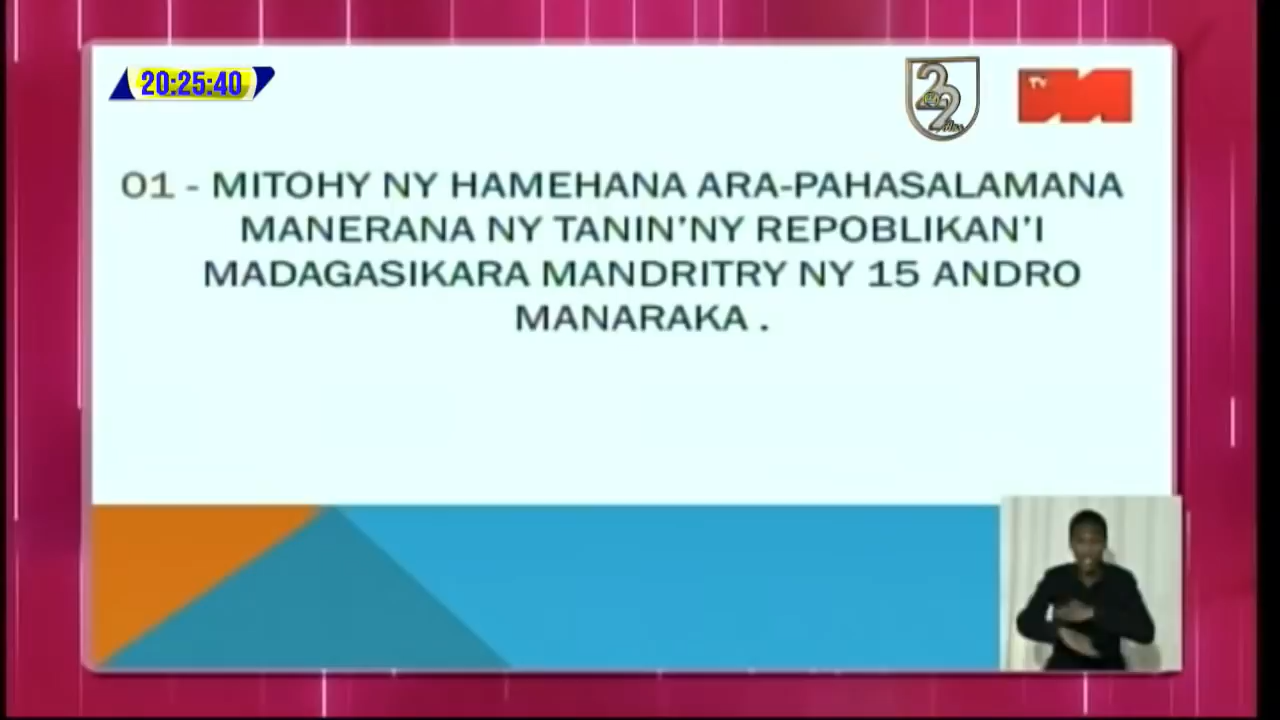 20:25:40
TV
01 - MITOHY NY HAMEHANA ARA-PAHASALAMANA
MANERANA NY TANIN’NY REPOBLIKAN’I
MADAGASIKARA MANDRITRY NY 15 ANDRO
MANARAKA .